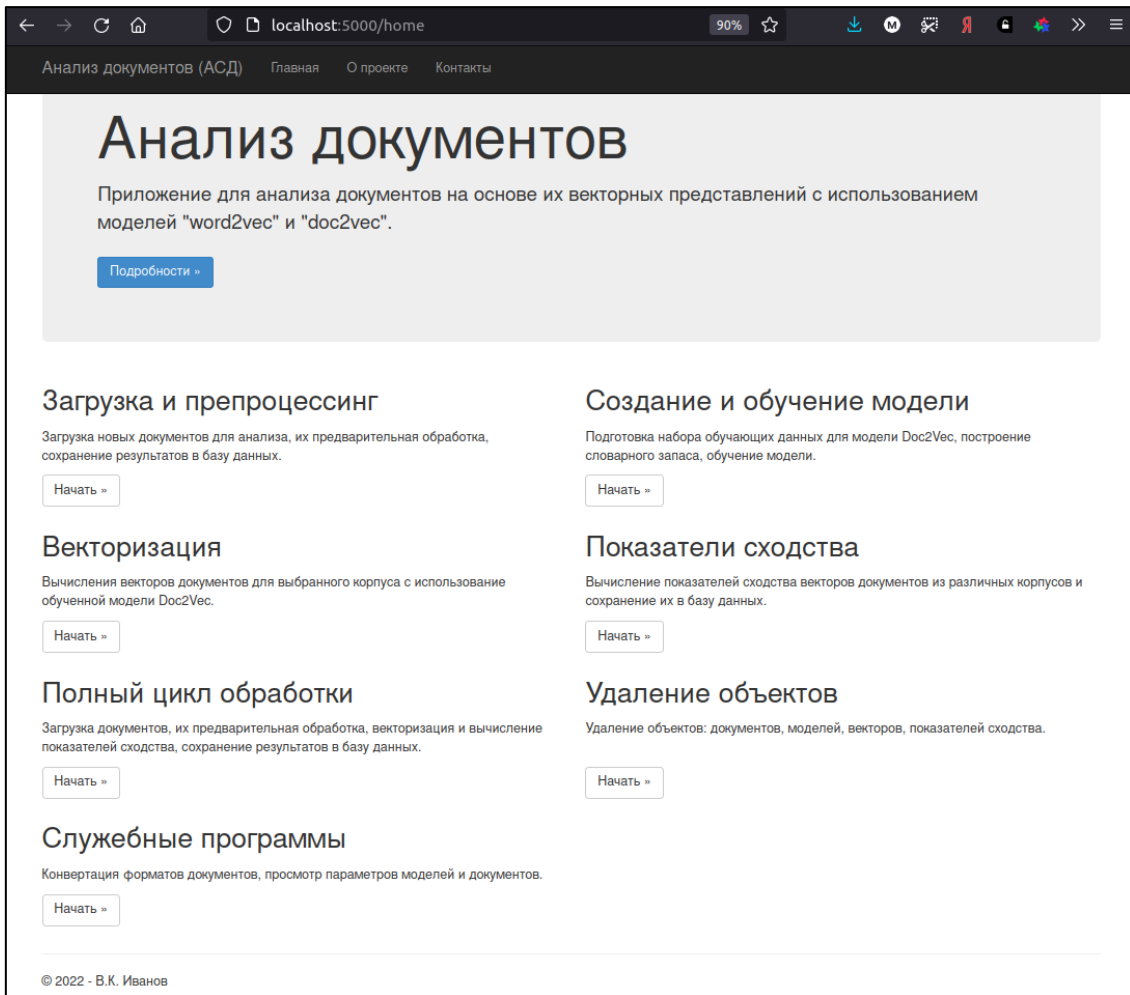 localhost:5000/home
90%
Анализ документов (АСД) Главная О проекте Контакты
Анализ документов
Приложение для анализа документов на основе их векторных представлений с использованием
моделей "word2vec" и "doc2vec".
Подробности »
Загрузка и препроцессинг
Загрузка новых документов для анализа, их предварительная обработка,
сохранение результатов в базу данных.
Начать »
Создание и обучение модели
Подготовка набора обучающих данных для модели Doc2Vec, построение
словарного запаса, обучение модели.
Начать »
Векторизация
Вычисления векторов документов для выбранного корпуса с использование
обученной модели Doc2Vec.
Начать »
Показатели сходства
Вычисление показателей сходства векторов документов из различных корпусов и
сохранение их в базу данных.
Начать »
Полный цикл обработки
Загрузка документов, их предварительная обработка, векторизация и вычисление
показателей сходства, сохранение результатов в базу данных.
Начать »
Удаление объектов
Удаление объектов: документов, моделей, векторов, показателей сходства.
Начать »
Служебные программы
Конвертация форматов документов, просмотр параметров моделей и документов.
Начать »
© 2022 - В.К. Иванов